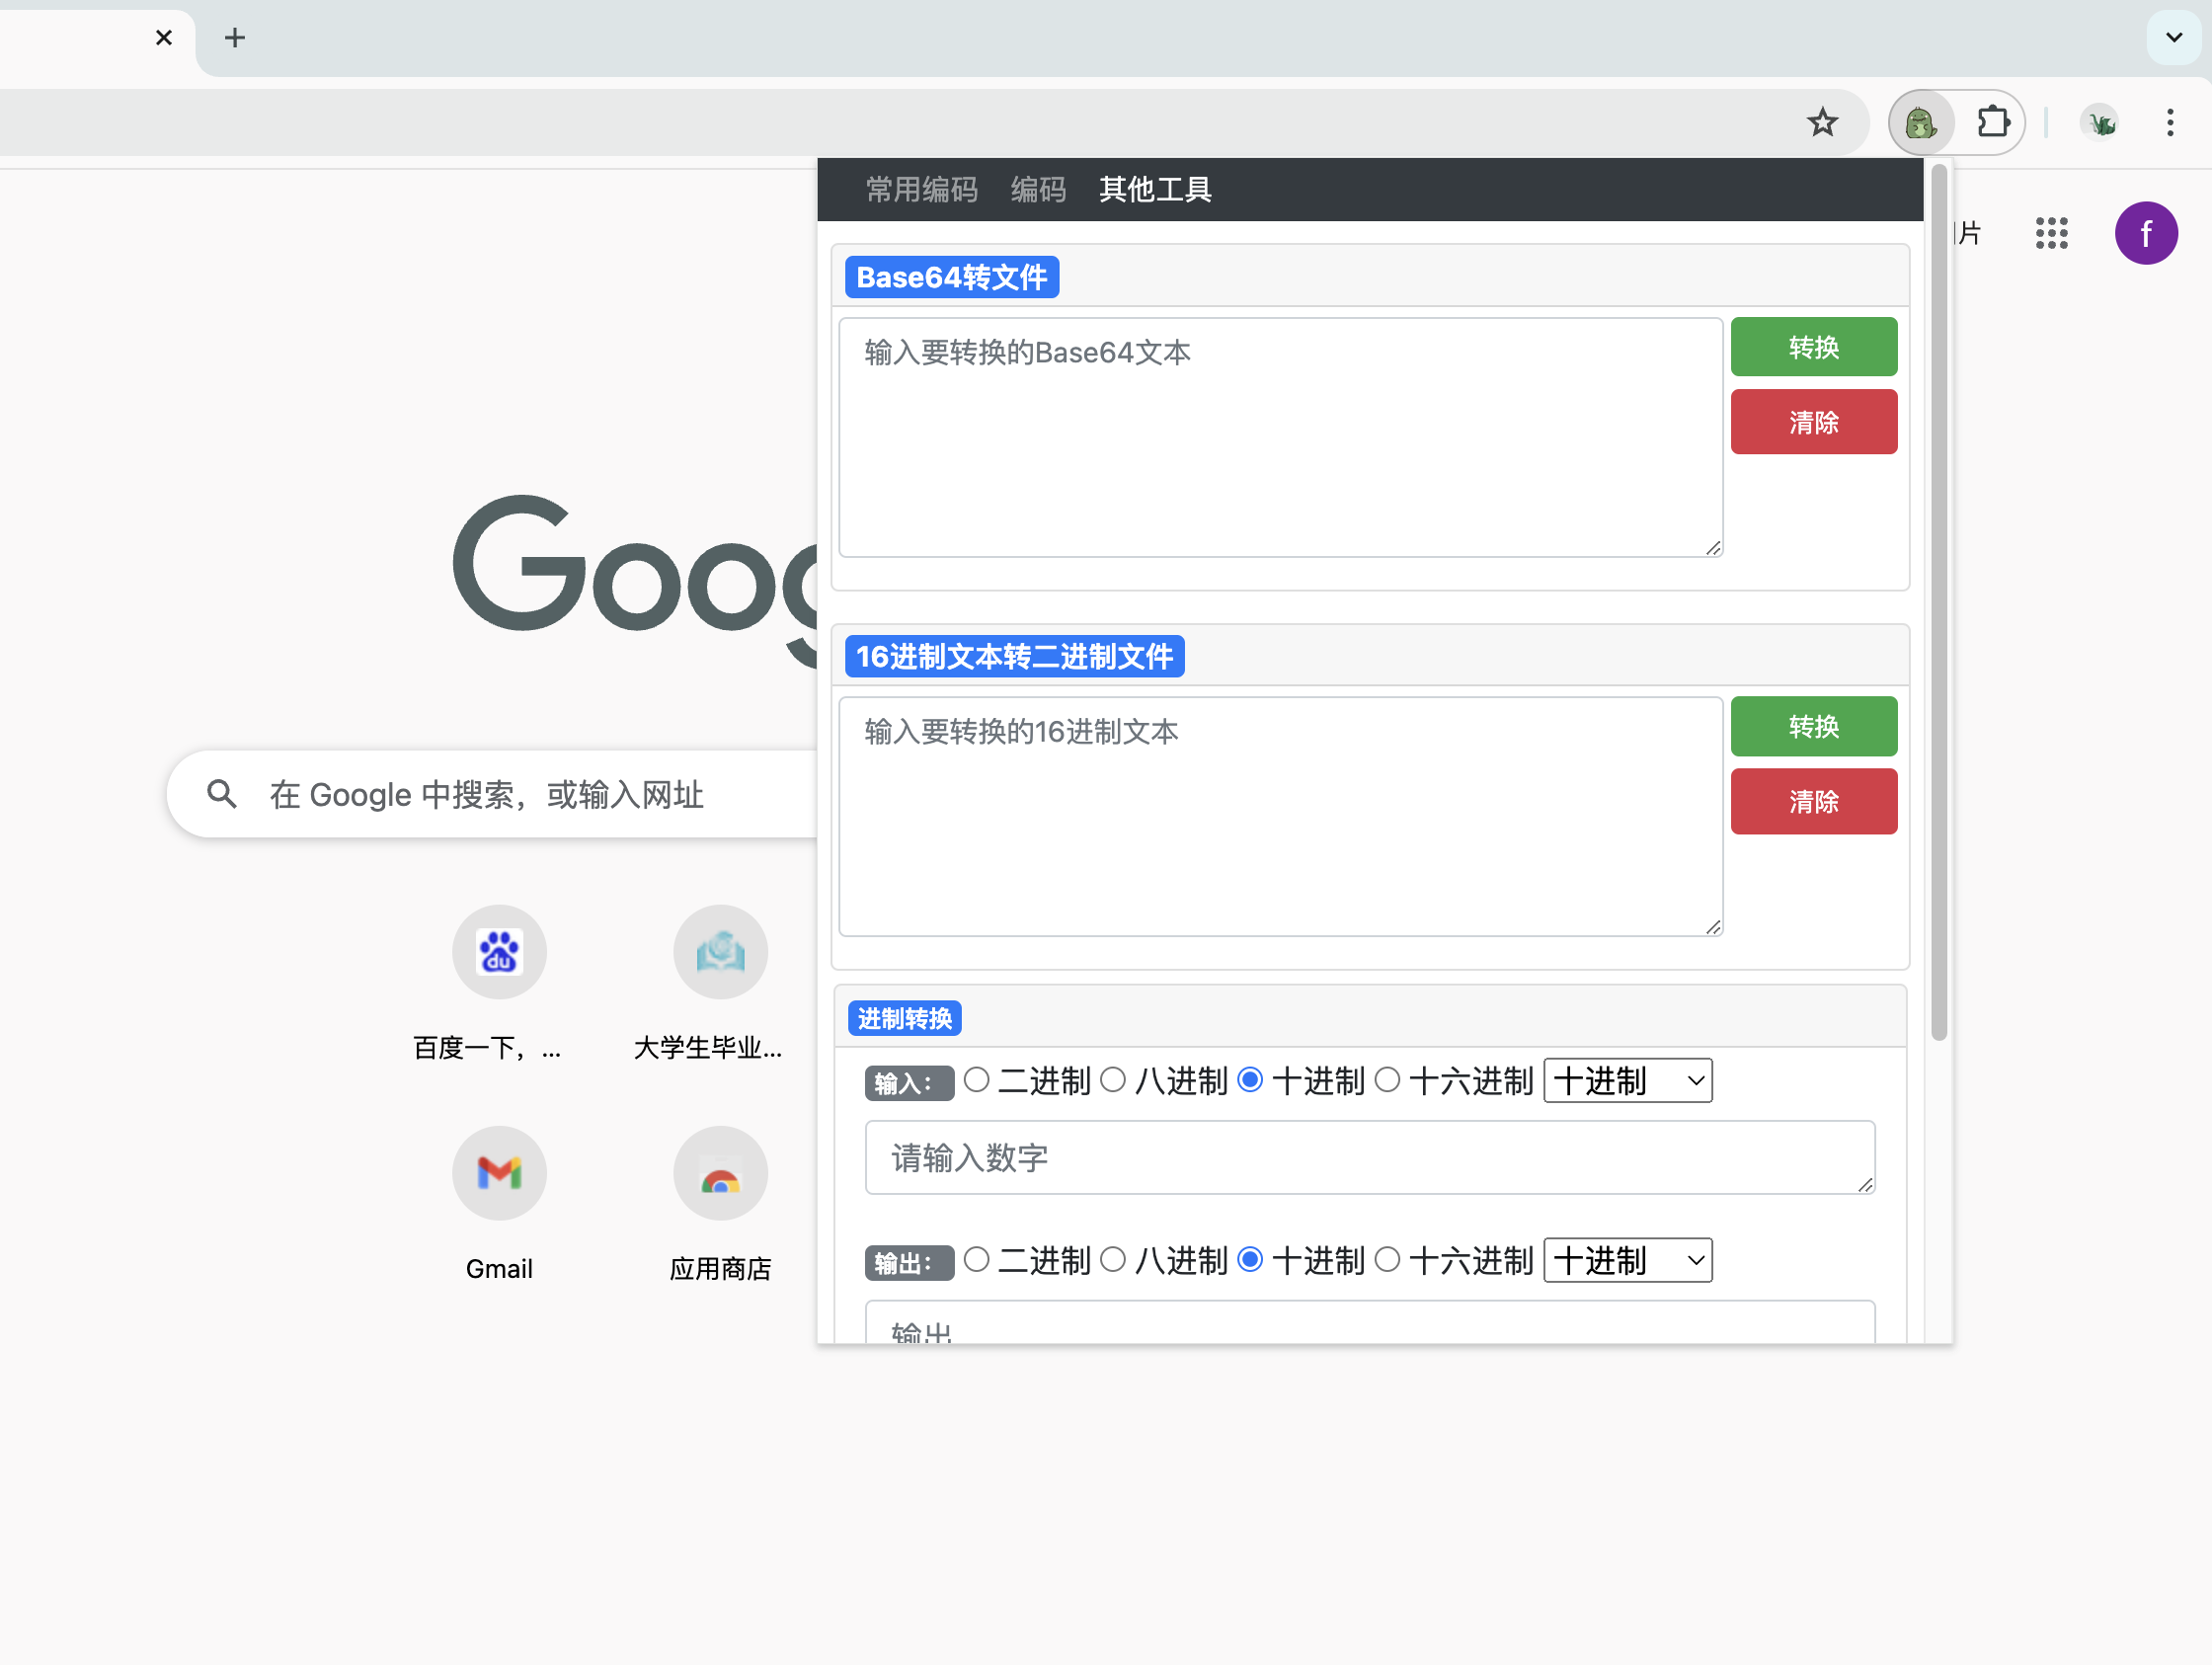 常用编码 编码 其他工具
片
f
Base64转文件
输入要转换的Base64文本
转换
清除
16进制文本转二进制文件
输入要转换的16进制文本
转换
清除
进制转换
输入： 二进制 八进制 十进制 十六进制 十进制
请输入数字
输出： 二进制 八进制 十进制 十六进制 十进制
输出
Goog
在 Google 中搜索，或输入网址
du
百度一下，... 大学生毕业...
Gmail 应用商店